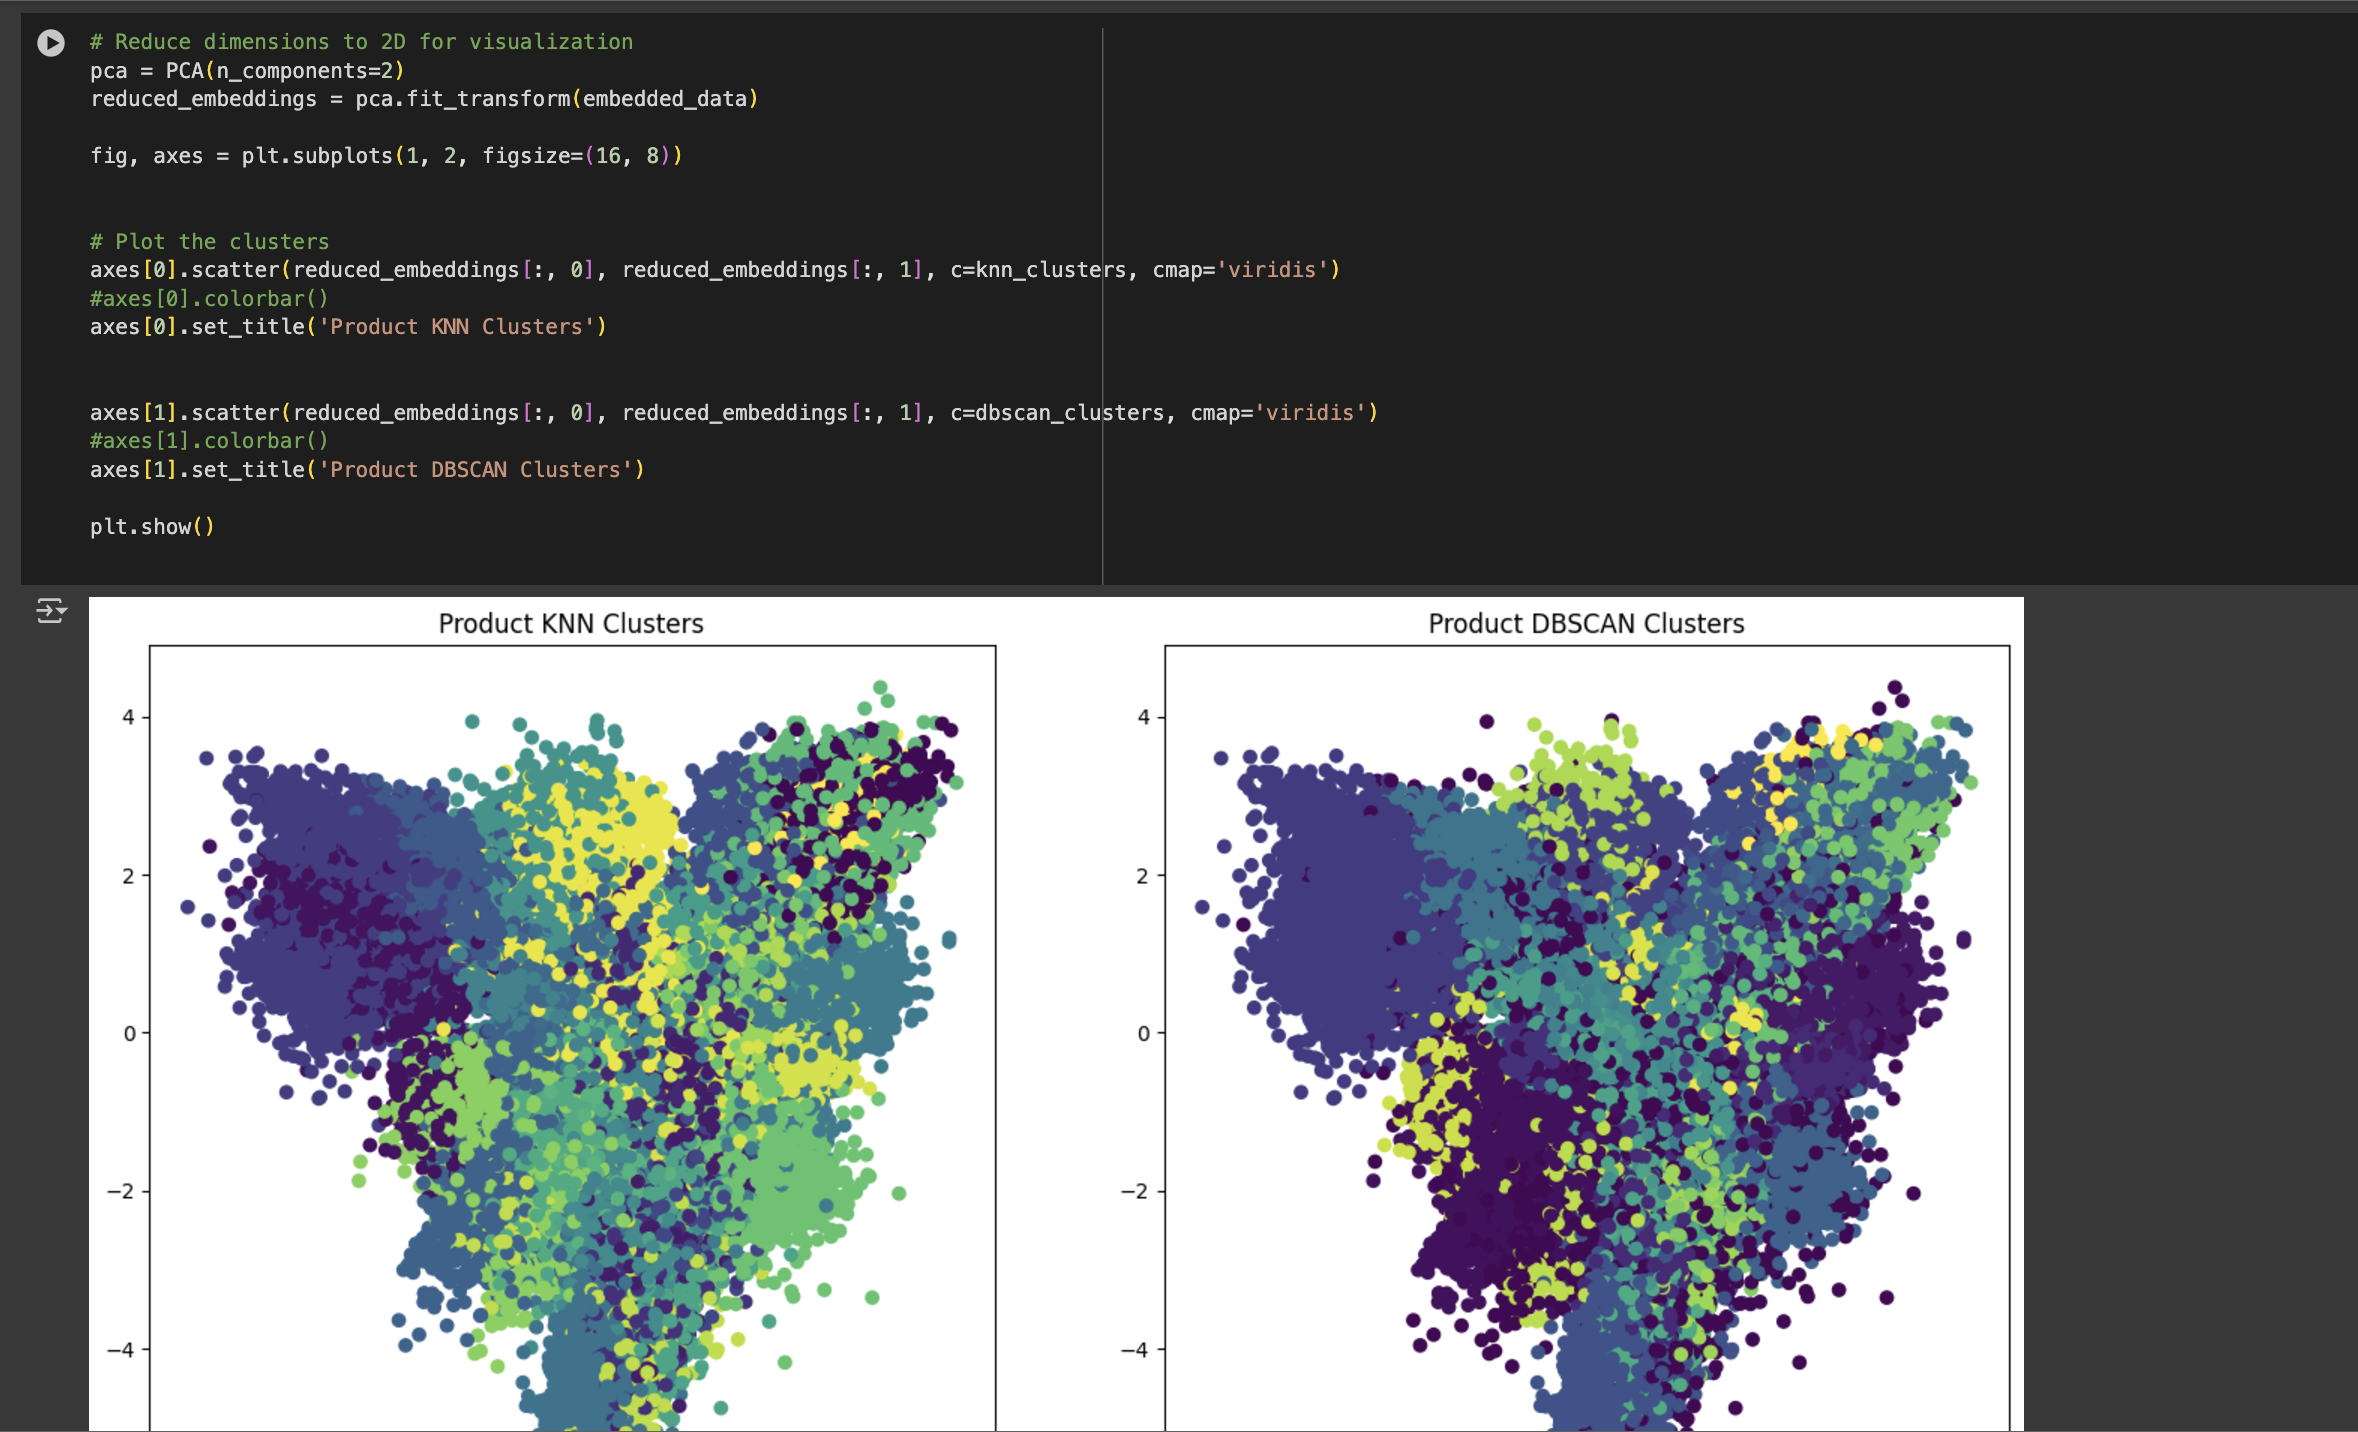 # Reduce dimensions to 2D for visualization
pca = PCA(n_components=2)
reduced_embeddings = pca.fit_transform(embedded_data)
fig, axes = plt.subplots(1, 2, figsize=(16, 8))
# Plot the clusters
axes[0].scatter(reduced_embeddings[:, 0], reduced_embeddings[:, 1], c=knn_clusters, cmap='viridis')
#axes[0].colorbar()
axes[0].set_title('Product KNN Clusters')
axes[1].scatter(reduced_embeddings[:, 0], reduced_embeddings[:, 1], c=dbscan_clusters, cmap='viridis')
#axes[1].colorbar()
axes[1].set_title('Product DBSCAN Clusters')
plt.show()
Product KNN Clusters
4
2
0
−2
−4
Product DBSCAN Clusters
4
2
0
−2
−4